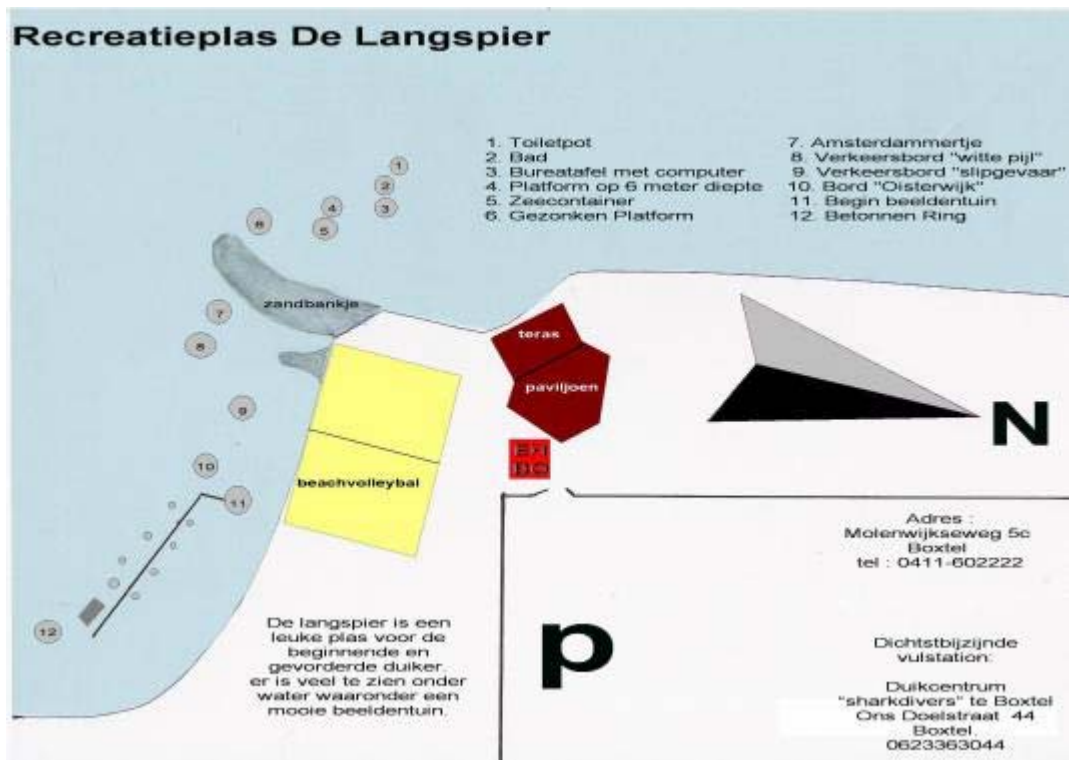 Recreatieplas De Langspier
1. Toiletpot
2. Bad
3. Bureatafel met computer
4. Platform op 6 meter diepte
5. Zeecontainer
6. Gezonken Platform
7. Amsterdammertje
8. Verkeersbord "witte pijl"
9. Verkeersbord "slipgevaar"
10. Bord "Oisterwijk"
11. Begin beeldentuin
12. Betonnen Ring
1
2
3
4
5
6
zandbankje
7
8
9
10
11
12
teras
paviljoen
beachvolleybal
N
P
Adres :
Molenwijkseweg 5c
Boxtel
tel : 0411-602222
De langspier is een
leuke plas voor de
beginnende en
gevorderde duiker.
er is veel te zien onder
water waaronder een
mooie beeldentuin.
Dichtstbijzijnde
vulstation:
Duikcentrum
"sharkdivers" te Boxtel
Ons Doelstraat 44
Boxtel.
0623363044